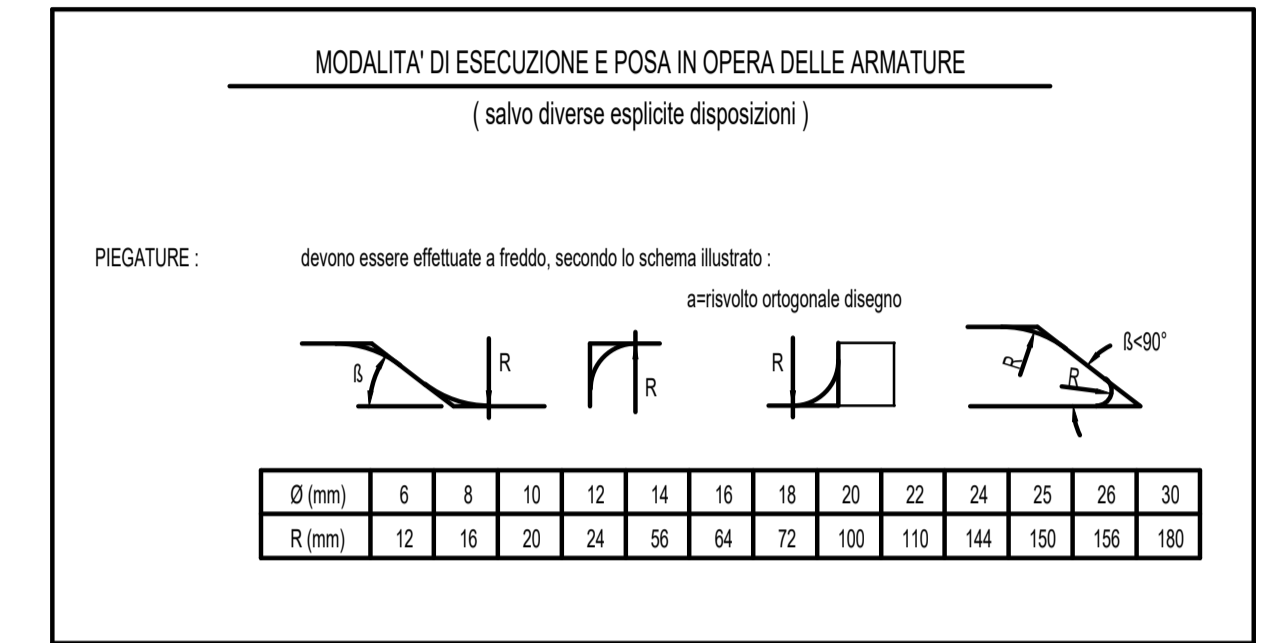 MODALITA' DI ESECUZIONE E POSA IN OPERA DELLE ARMATURE
( salvo diverse esplicite disposizioni )
PIEGATURE : devono essere effettuate a freddo, secondo lo schema illustrato :
a=risvolto ortogonale disegno
ß R R R R R ß<90°
Ø (mm) 6 8 10 12 14 16 18 20 22 24 25 26 30
R (mm) 12 16 20 24 56 64 72 100 110 144 150 156 180